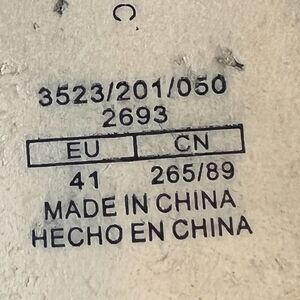 C
3523/201/050
2693
EU CN
41 265/89
MADE IN CHINA
HECHO EN CHINA